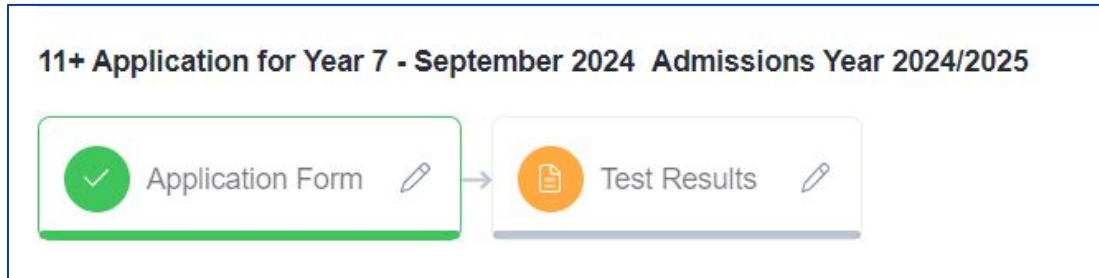 11+ Application for Year 7 - September 2024 Admissions Year 2024/2025
Application Form
Test Results